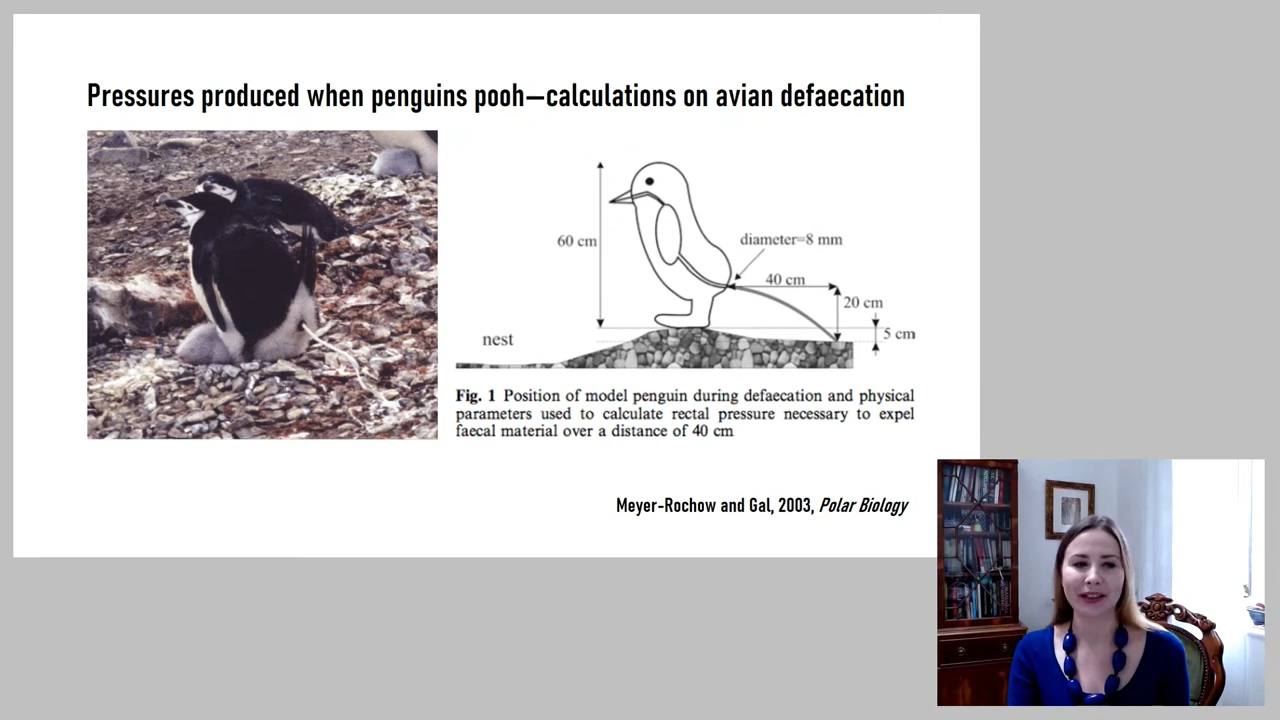 Pressures produced when penguins pooh—calculations on avian defaecation
60 cm
diameter=8 mm
40 cm
20 cm
5 cm
nest
Fig. 1 Position of model penguin during defaecation and physical
parameters used to calculate rectal pressure necessary to expel
faecal material over a distance of 40 cm
Meyer-Rochow and Gal, 2003, Polar Biology